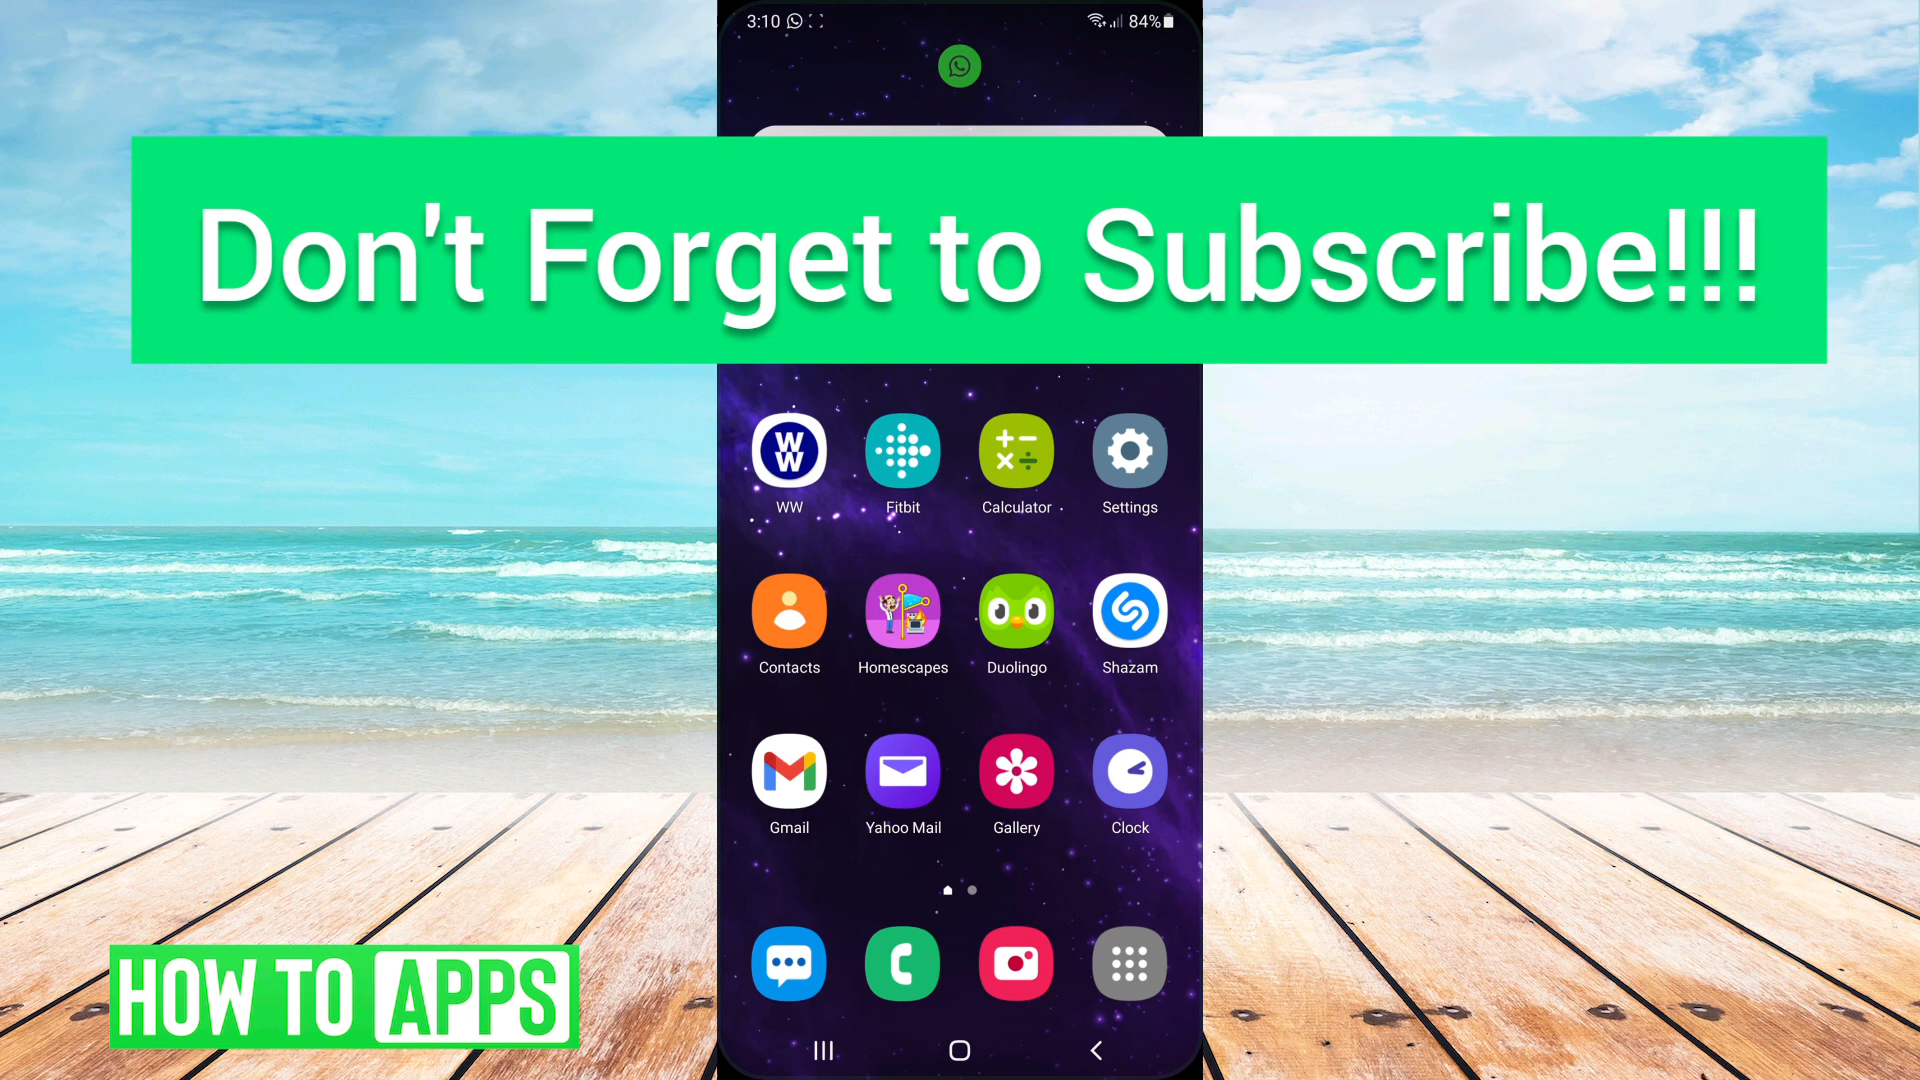 3:10 84%
Don't Forget to Subscribe!!!
WW Fitbit Calculator Settings
Contacts Homescapes Duolingo Shazam
Gmail Yahoo Mail Gallery Clock
HOW TO APPS